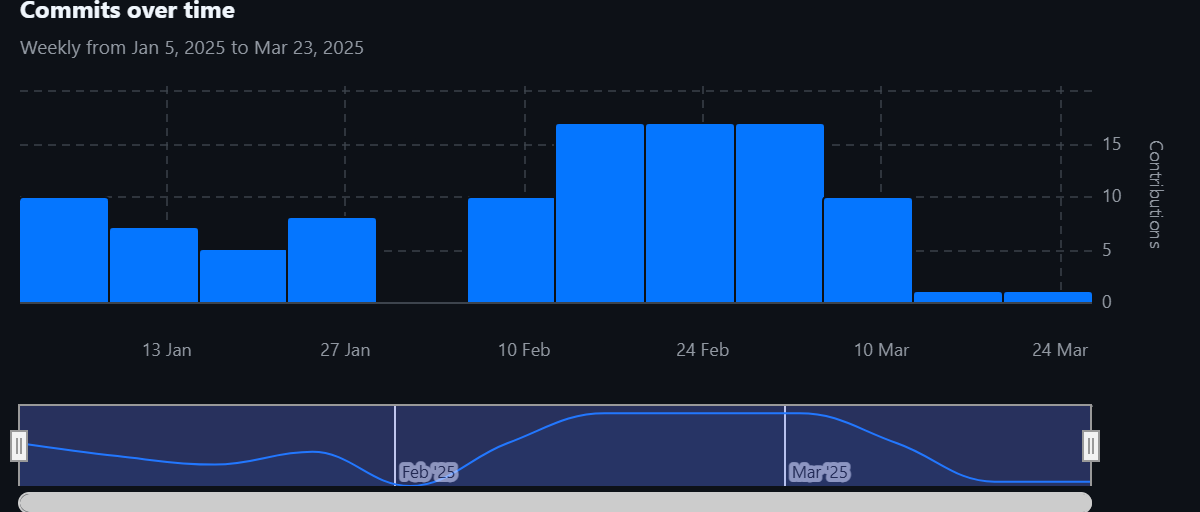 Commits over time
Weekly from Jan 5, 2025 to Mar 23, 2025
15
10
5
0
Contributions
13 Jan
27 Jan
10 Feb
24 Feb
10 Mar
24 Mar
Feb '25
Mar '25